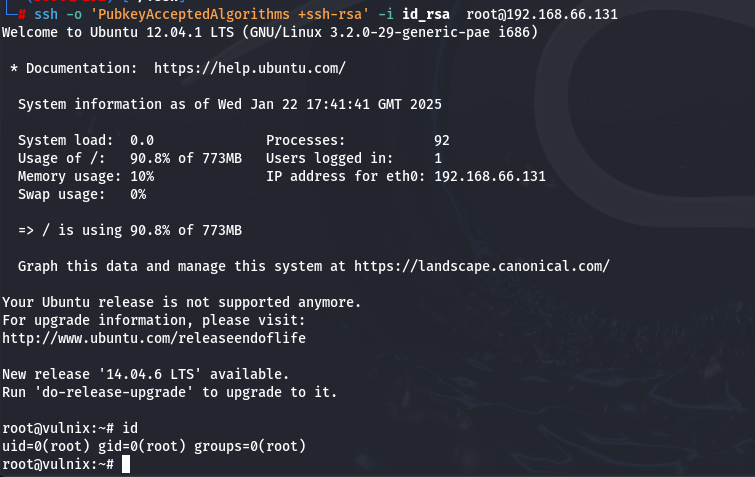 # ssh -o 'PubkeyAcceptedAlgorithms +ssh-rsa' -i id_rsa  root@192.168.66.131
Welcome to Ubuntu 12.04.1 LTS (GNU/Linux 3.2.0-29-generic-pae i686)

 * Documentation:  https://help.ubuntu.com/

  System information as of Wed Jan 22 17:41:41 GMT 2025

  System load:  0.0              Processes:           92
  Usage of /:   90.8% of 773MB   Users logged in:     1
  Memory usage: 10%              IP address for eth0: 192.168.66.131
  Swap usage:   0%

  => / is using 90.8% of 773MB

  Graph this data and manage this system at https://landscape.canonical.com/

Your Ubuntu release is not supported anymore.
For upgrade information, please visit:
http://www.ubuntu.com/releaseendoflife

New release '14.04.6 LTS' available.
Run 'do-release-upgrade' to upgrade to it.

root@vulnix:~# id
uid=0(root) gid=0(root) groups=0(root)
root@vulnix:~#